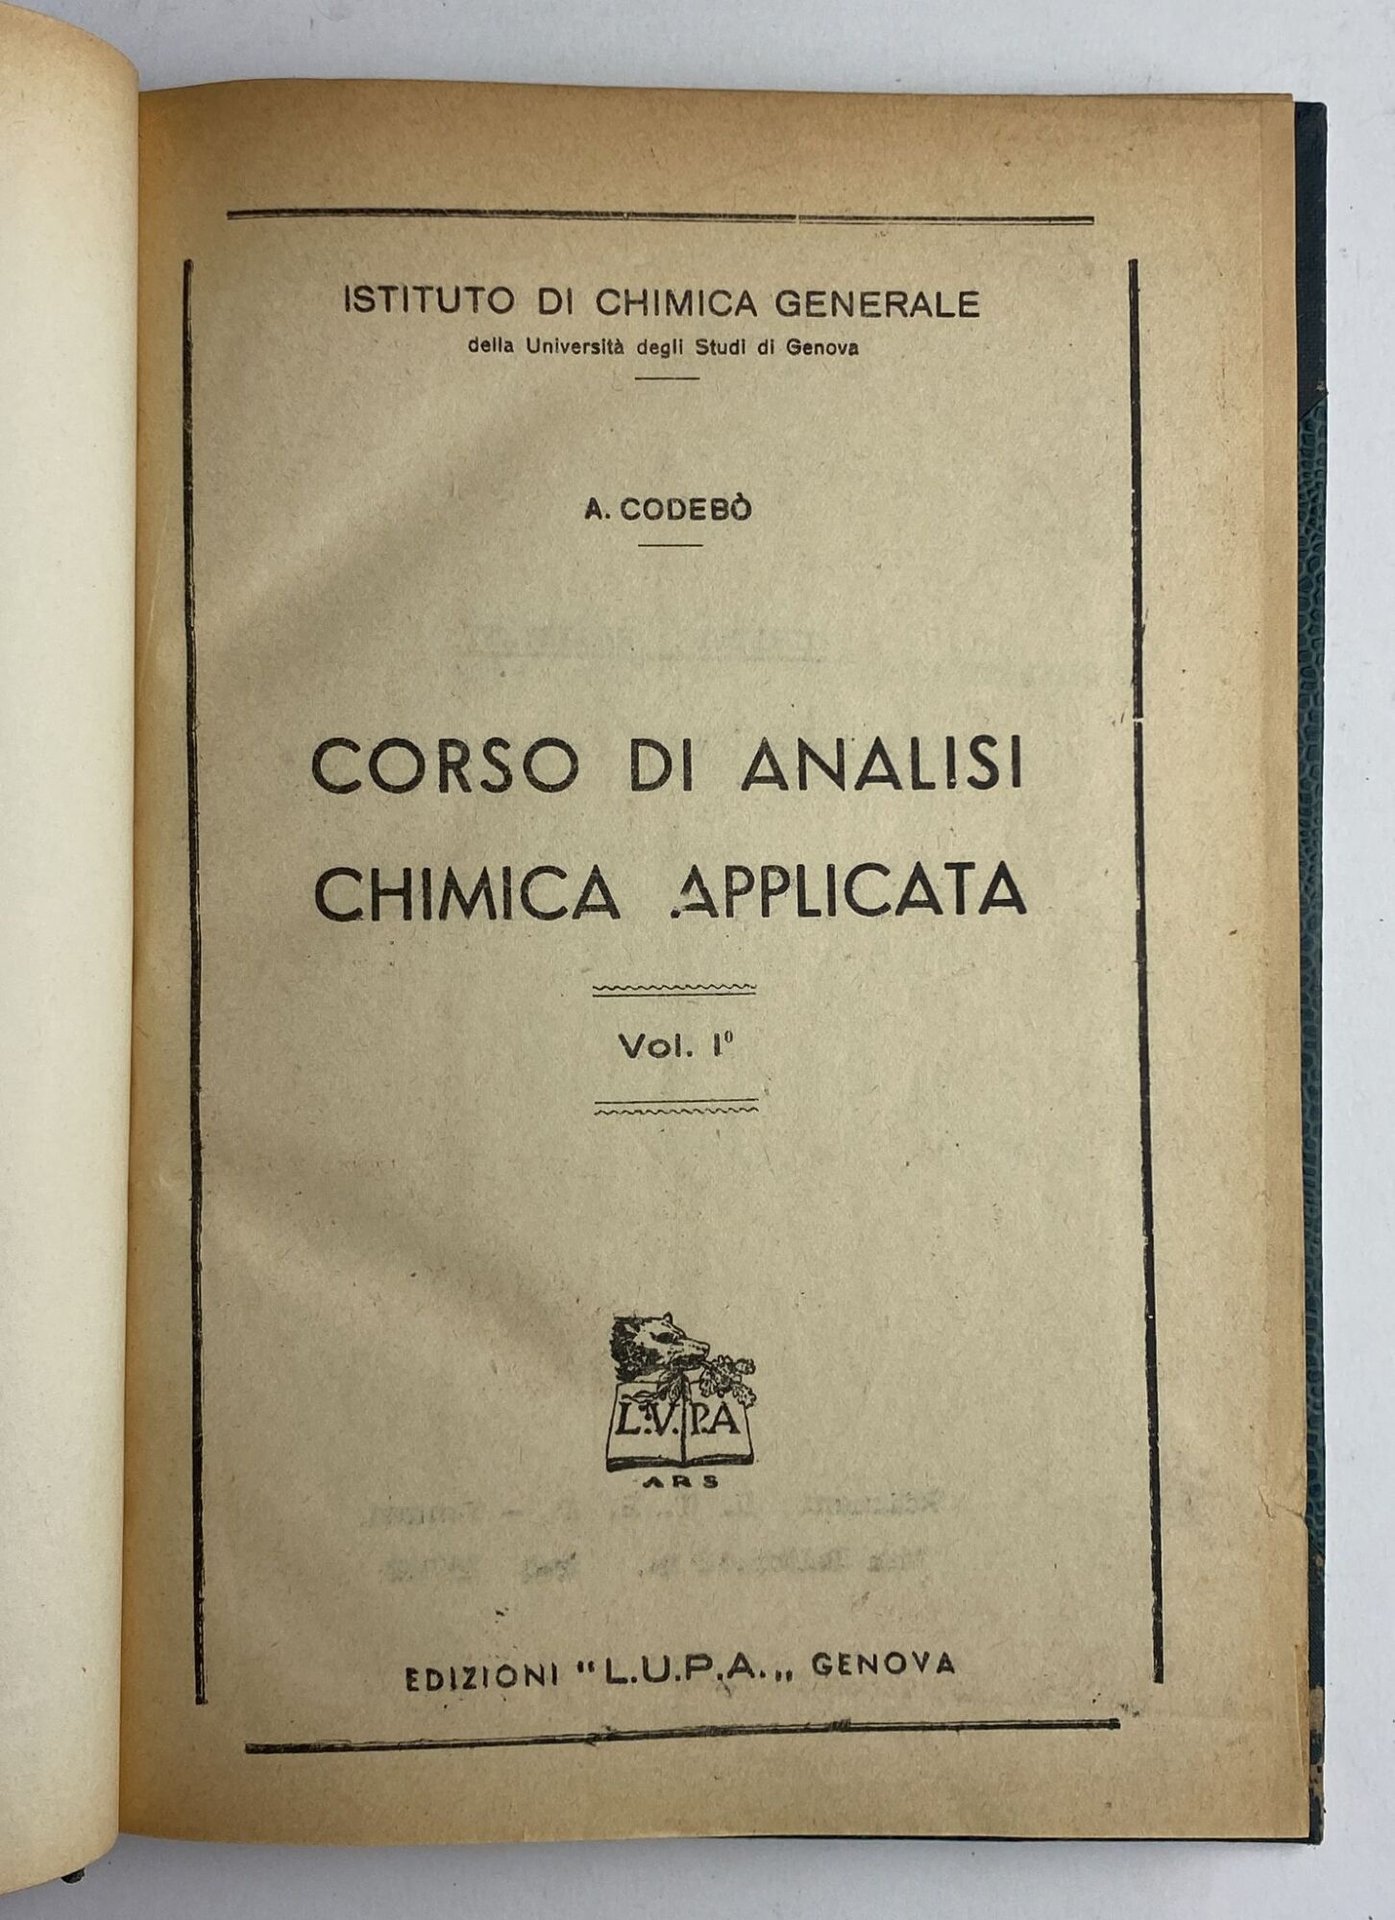 ISTITUTO DI CHIMICA GENERALE
della Università degli Studi di Genova
A. CODEBÒ
CORSO DI ANALISI
CHIMICA APPLICATA
Vol. I⁰
L.V.P.A
ARS
EDIZIONI "L.U.P.A.„ GENOVA